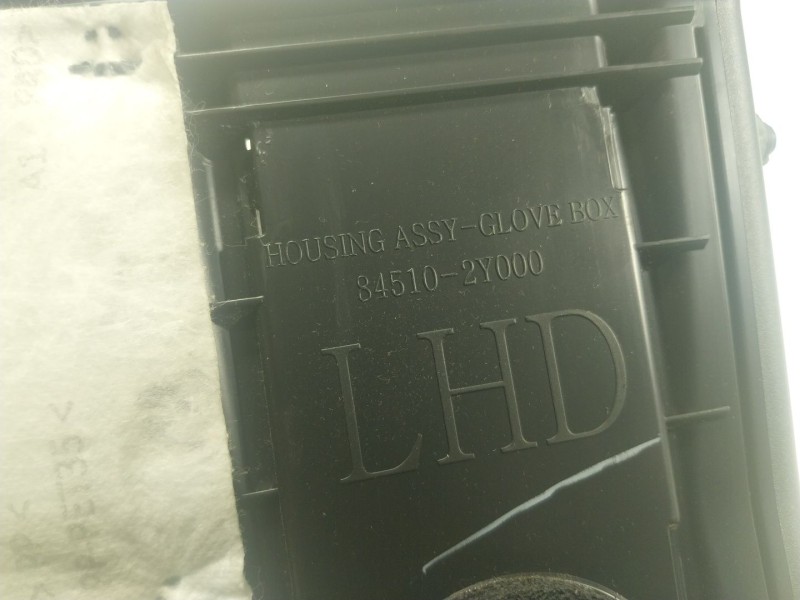 HOUSING ASSY-GLOVE BOX
84510-2Y000
LHD